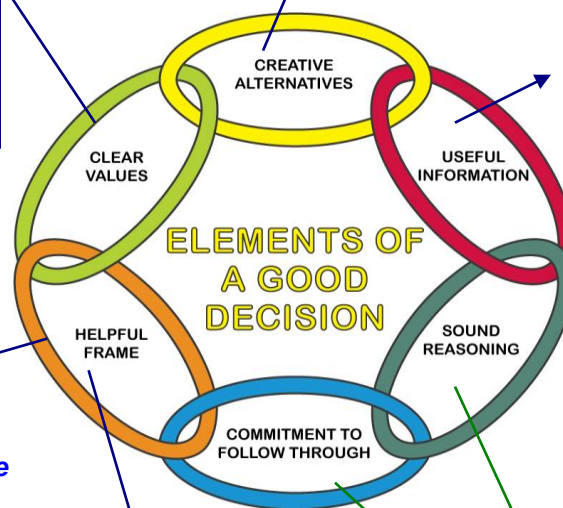 CREATIVE
ALTERNATIVES
CLEAR
VALUES
USEFUL
INFORMATION
ELEMENTS OF
A GOOD
DECISION
HELPFUL
FRAME
SOUND
REASONING
COMMITMENT TO
FOLLOW THROUGH
e